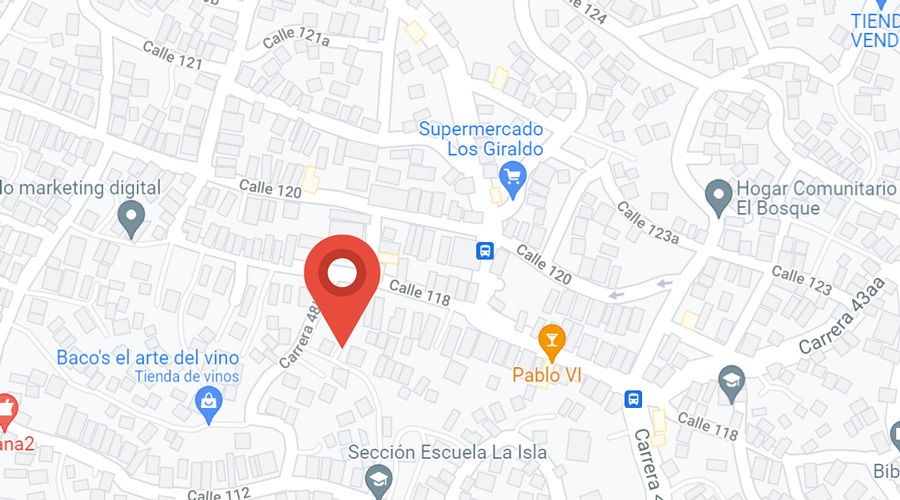 Calle 124
TIEND
VEND
Calle 121a
Calle 121
Supermercado
Los Giraldo
lo marketing digital
Calle 120
Hogar Comunitario
El Bosque
Calle 123a
Calle 120
Calle 123
Calle 118
Carrera 43aa
Carrera 48
Baco's el arte del vino
Tienda de vinos
Pablo VI
Calle 118
ana2
Sección Escuela La Isla
Carrera 4
Bib
Calle 112